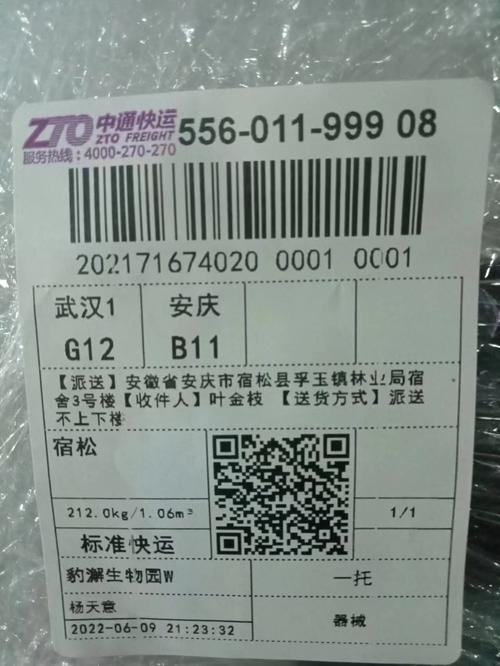 ZTO 中通快运 556-011-999 08
ZTO FREIGHT
服务热线:4000-270-270
202171674020 0001 0001
武汉1 安庆
G12 B11
【派送】安徽省安庆市宿松县孚玉镇林业局宿
舍3号楼【收件人】叶金枝 【送货方式】派送
不上下楼
宿松
212.0kg/1.06m³ 1/1
标准快运
豹澥生物园W 一托
杨天意 器械
2022-06-09 21:23:32